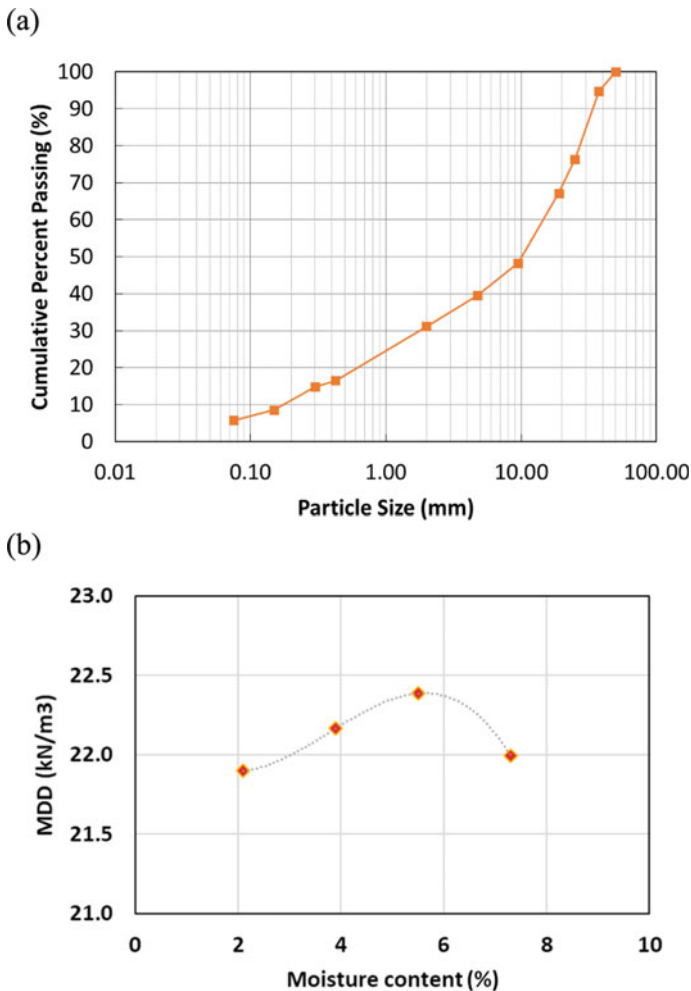 (a)
100
90
80
70
60
50
40
30
20
10
0
Cumulative Percent Passing (%)
0.01 0.10 1.00 10.00 100.00
Particle Size (mm)
(b)
23.0
22.5
22.0
21.5
21.0
MDD (kN/m3)
0 2 4 6 8 10
Moisture content (%)